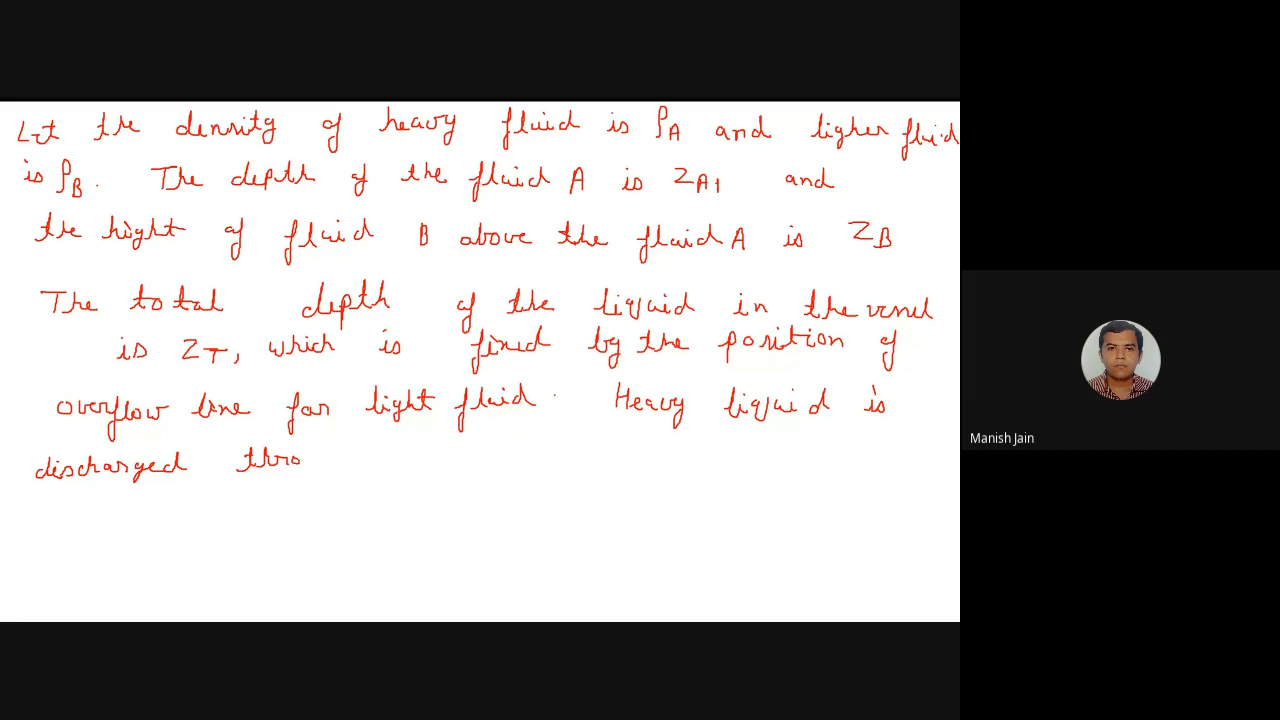 Let the density of heavy fluid is ρA and ligher fluid
is ρB. The depth of the fluid A is ZA1 and
the hight of fluid B above the fluid A is ZB
The total depth of the liquid in the vessel
is ZT, which is fixed by the position of
overflow line for light fluid. Heavy liquid is
discharged thro
Manish Jain